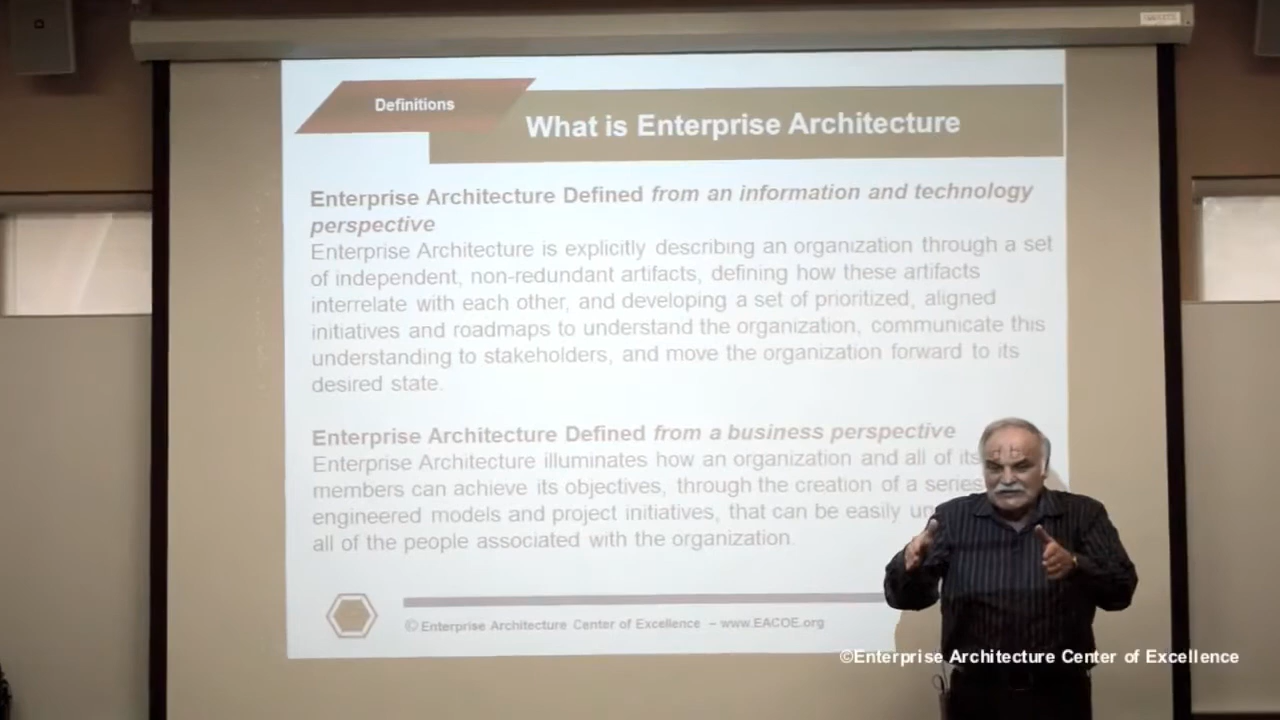 Definitions
What is Enterprise Architecture
Enterprise Architecture Defined from an information and technology
perspective
Enterprise Architecture is explicitly describing an organization through a set
of independent, non-redundant artifacts, defining how these artifacts
interrelate with each other, and developing a set of prioritized, aligned
initiatives and roadmaps to understand the organization, communicate this
understanding to stakeholders, and move the organization forward to its
desired state.
Enterprise Architecture Defined from a business perspective
Enterprise Architecture illuminates how an organization and all of its
members can achieve its objectives, through the creation of a series
engineered models and project initiatives, that can be easily
all of the people associated with the organization.
© Enterprise Architecture Center of Excellence – www.EACOE.org
©Enterprise Architecture Center of Excellence